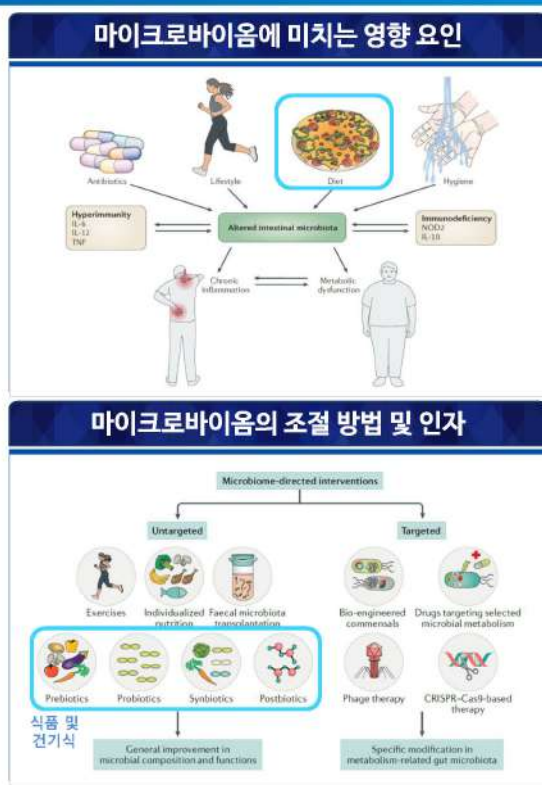 마이크로바이옴에 미치는 영향 요인
Antibiotics
Lifestyle
Diet
Hygiene
Hyperimmunity
IL-6
IL-12
TNF
Altered intestinal microbiota
Immunodeficiency
NOD2
IL-10
Chronic
inflammation
Metabolic
dysfunction
마이크로바이옴의 조절 방법 및 인자
Microbiome-directed interventions
Untargeted
Targeted
Exercises
Individualized
nutrition
Faecal microbiota
transplantation
Bio-engineered
commensals
Drugs targeting selected
microbial metabolism
Prebiotics
Probiotics
Synbiotics
Postbiotics
Phage therapy
CRISPR–Cas9-based
therapy
식품 및
건기식
General improvement in
microbial composition and functions
Specific modification in
metabolism-related gut microbiota